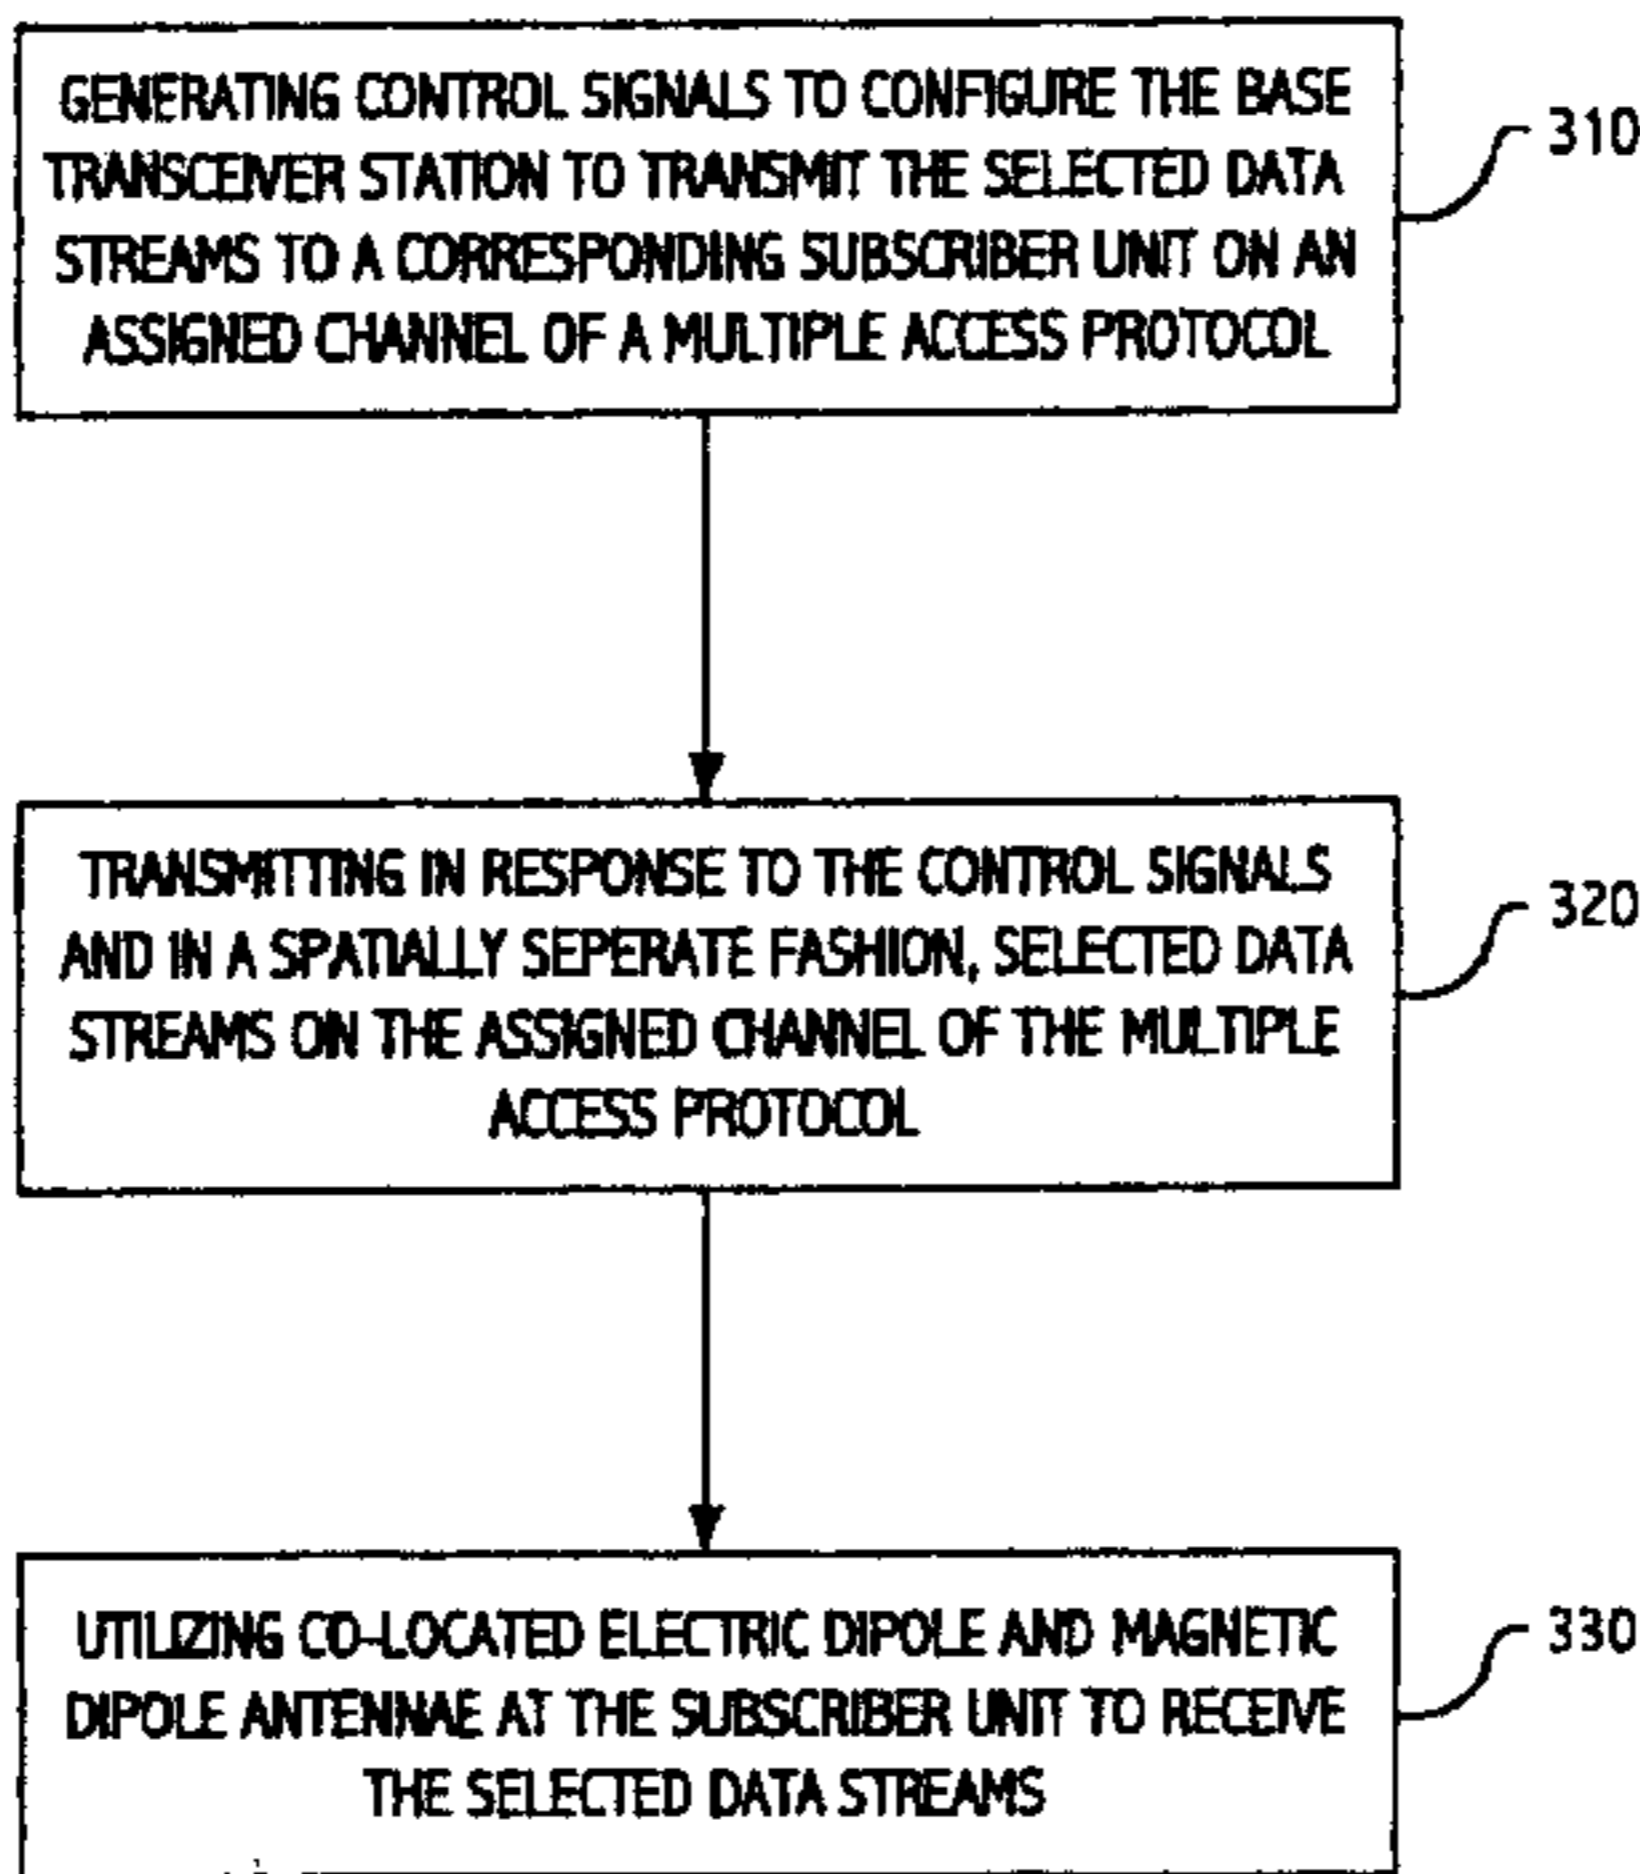 GENERATING CONTROL SIGNALS TO CONFIGURE THE BASE
TRANSCEIVER STATION TO TRANSMIT THE SELECTED DATA
STREAMS TO A CORRESPONDING SUBSCRIBER UNIT ON AN
ASSIGNED CHANNEL OF A MULTIPLE ACCESS PROTOCOL
310
TRANSMITTING IN RESPONSE TO THE CONTROL SIGNALS
AND IN A SPATIALLY SEPERATE FASHION, SELECTED DATA
STREAMS ON THE ASSIGNED CHANNEL OF THE MULTIPLE
ACCESS PROTOCOL
320
UTILIZING CO-LOCATED ELECTRIC DIPOLE AND MAGNETIC
DIPOLE ANTENNAE AT THE SUBSCRIBER UNIT TO RECEIVE
THE SELECTED DATA STREAMS
330